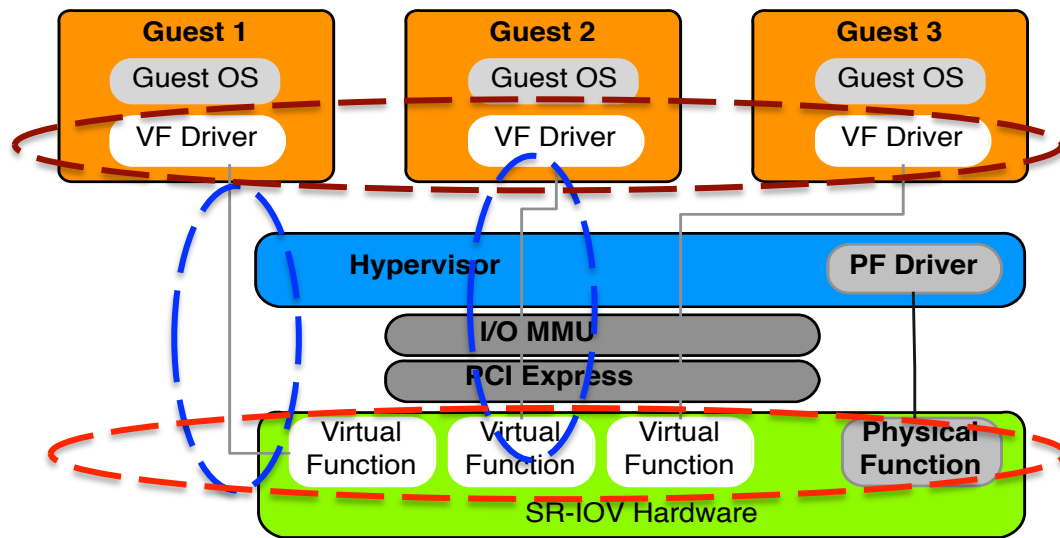 Guest 1
Guest 2
Guest 3
Guest OS
Guest OS
Guest OS
VF Driver
VF Driver
VF Driver
Hypervisor
PF Driver
I/O MMU
PCI Express
Virtual
Function
Virtual
Function
Virtual
Function
Physical
Function
SR-IOV Hardware